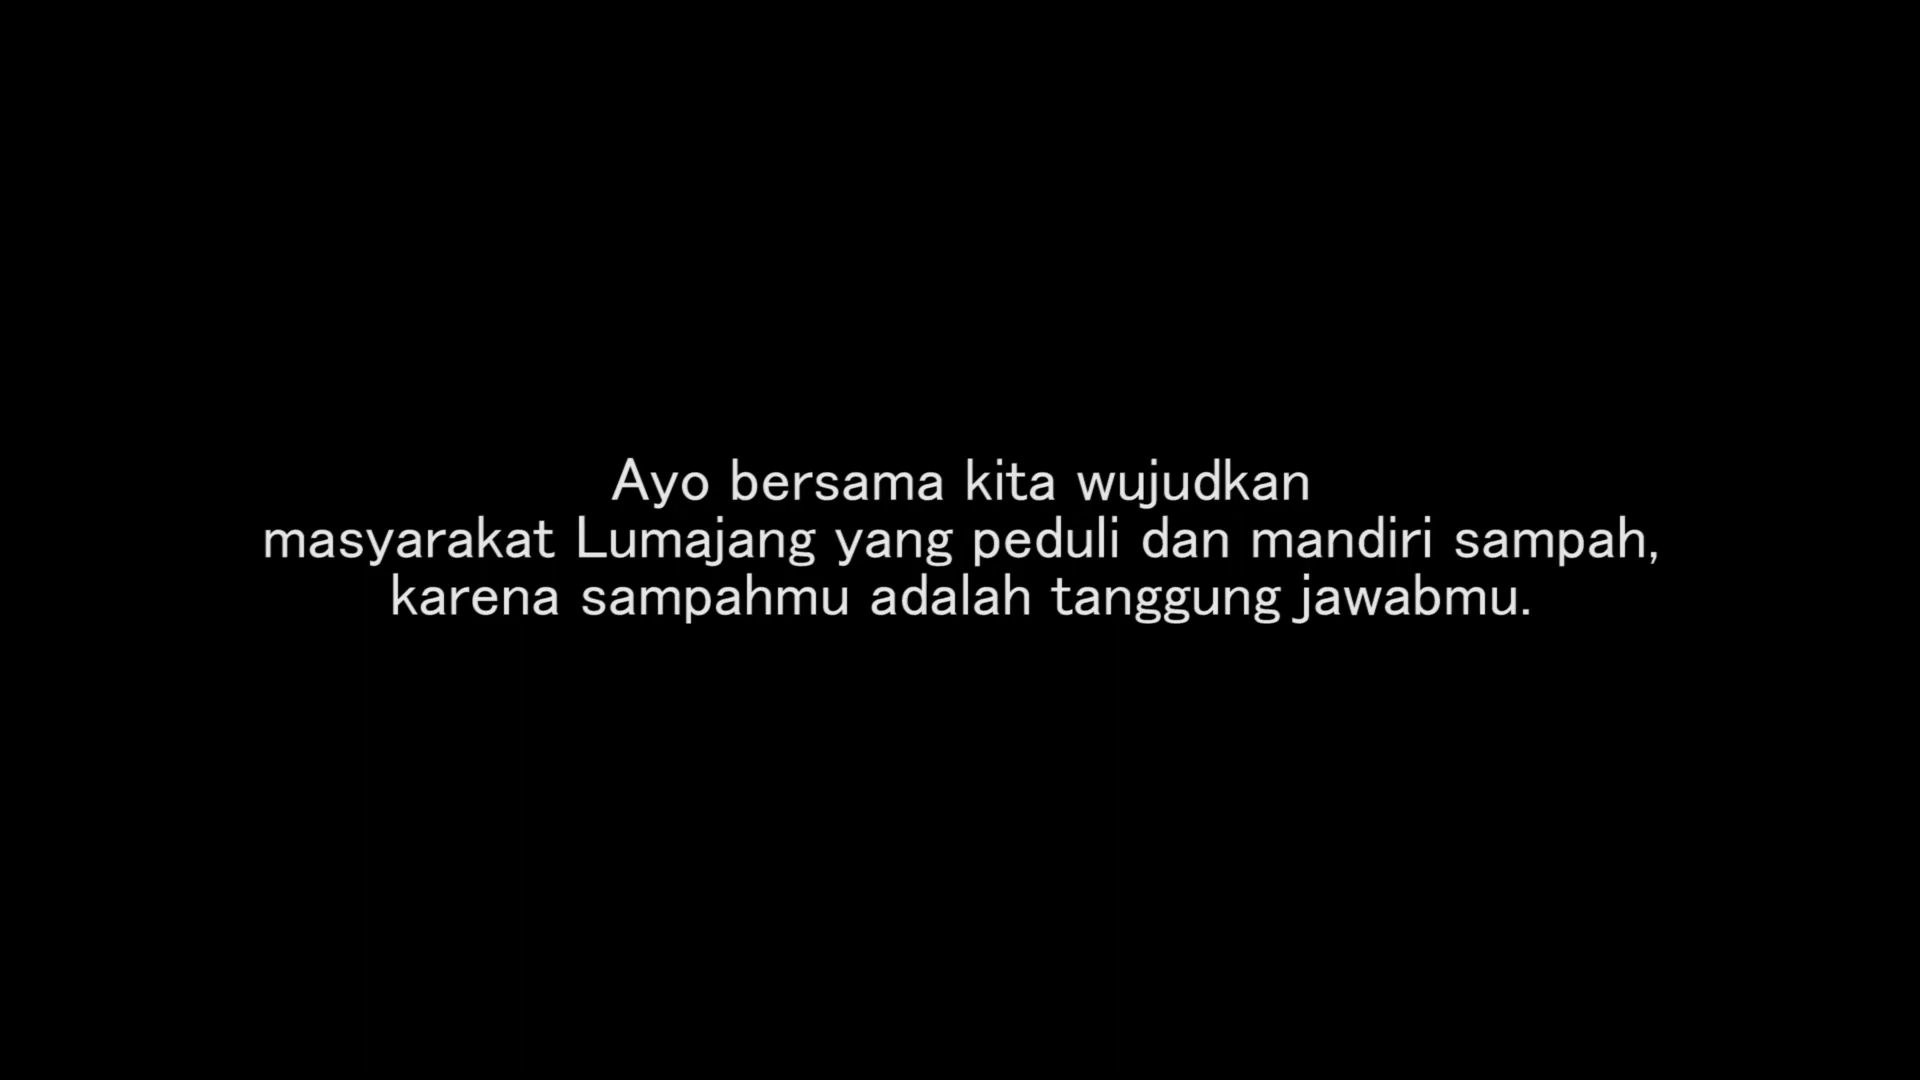 Ayo bersama kita wujudkan
masyarakat Lumajang yang peduli dan mandiri sampah,
karena sampahmu adalah tanggung jawabmu.